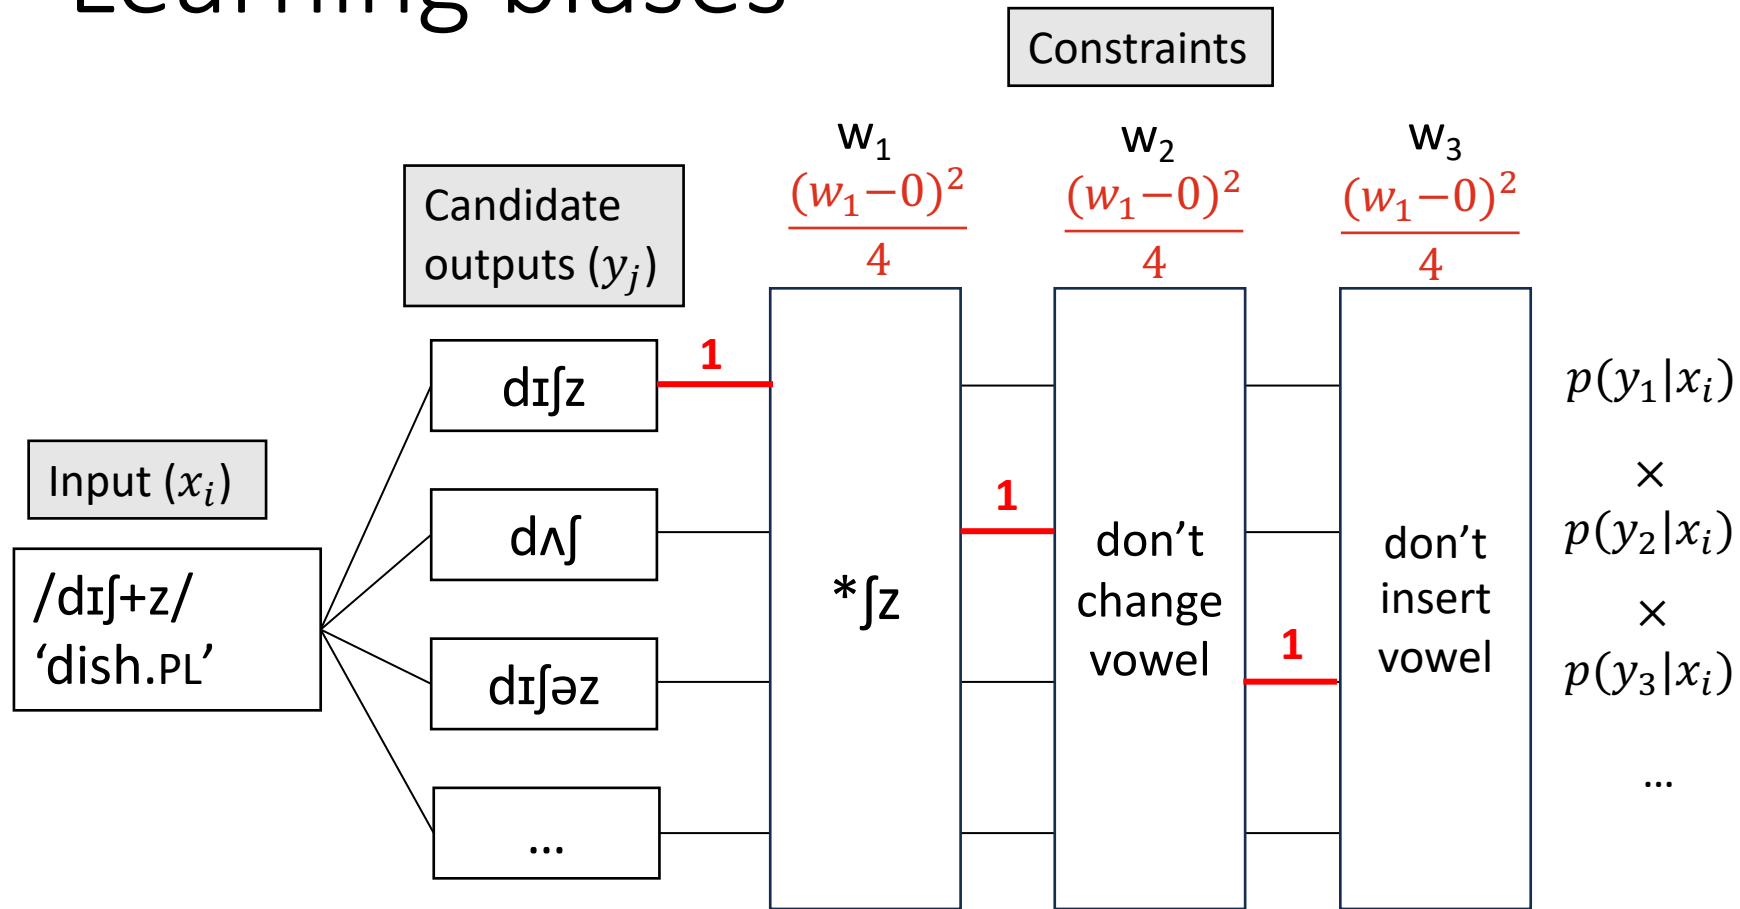 Learning biases
Constraints
w₁
w₂
w₃
(w₁−0)²
4
(w₁−0)²
4
(w₁−0)²
4
Candidate
outputs (yⱼ)
Input (xᵢ)
/dɪʃ+z/
‘dish.PL’
dɪʃz
dʌʃ
dɪʃəz
...
1
1
1
*ʃz
don’t
change
vowel
don’t
insert
vowel
p(y₁|xᵢ)
×
p(y₂|xᵢ)
×
p(y₃|xᵢ)
...